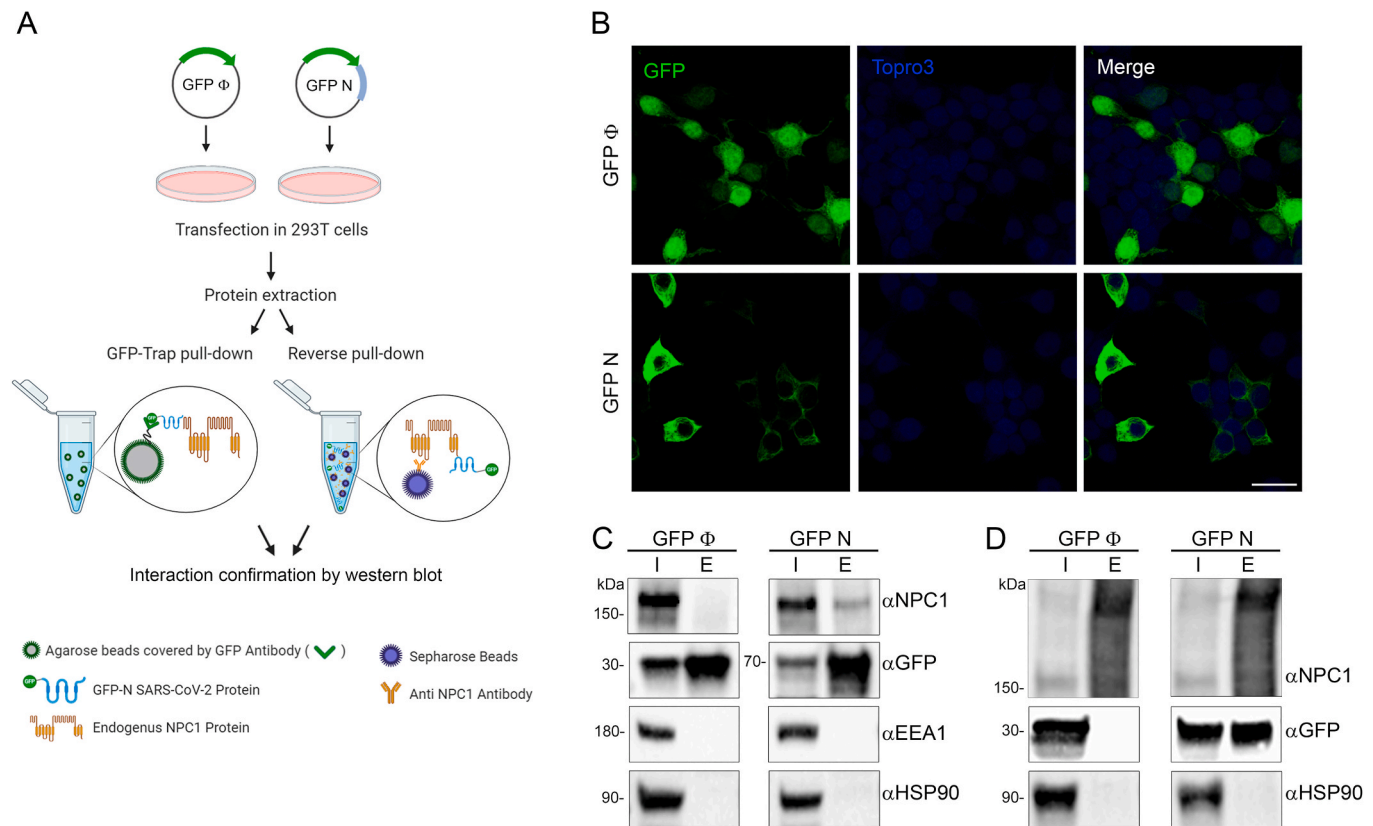 A
GFP Φ
GFP N
Transfection in 293T cells
Protein extraction
GFP-Trap pull-down
Reverse pull-down
GFP
GFP
Interaction confirmation by western blot
Agarose beads covered by GFP Antibody ( )
GFP
GFP-N SARS-CoV-2 Protein
Endogenus NPC1 Protein
Sepharose Beads
Anti NPC1 Antibody
B
GFP
Topro3
Merge
GFP Φ
GFP N
C
GFP Φ
GFP N
I E
I E
kDa
150-
αNPC1
30-
70-
αGFP
180-
αEEA1
90-
αHSP90
D
GFP Φ
GFP N
I E
I E
kDa
150-
αNPC1
30-
αGFP
90-
αHSP90